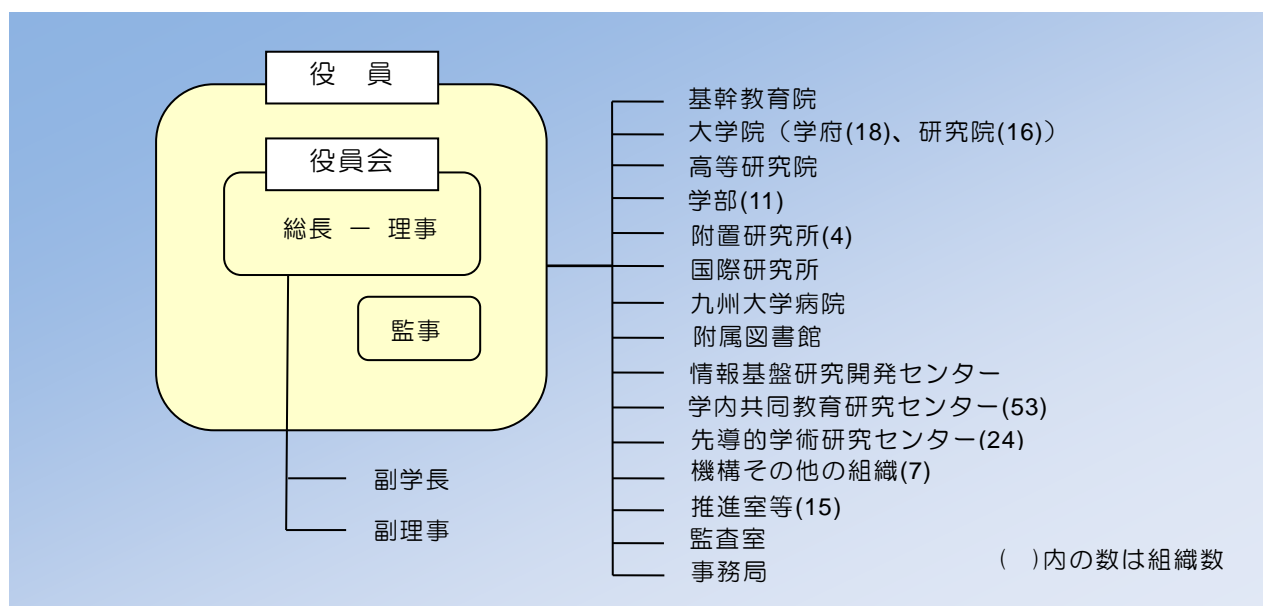 役　員
役員会
総長 － 理事
監事
副学長
副理事
基幹教育院
大学院（学府(18)、研究院(16)）
高等研究院
学部(11)
附置研究所(4)
国際研究所
九州大学病院
附属図書館
情報基盤研究開発センター
学内共同教育研究センター(53)
先導的学術研究センター(24)
機構その他の組織(7)
推進室等(15)
監査室
事務局
（　）内の数は組織数